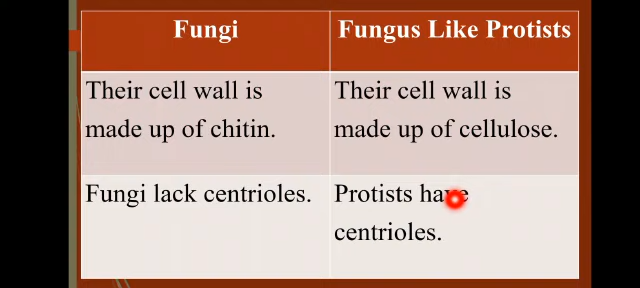 Fungi
Fungus Like Protists
Their cell wall is
made up of chitin.
Their cell wall is
made up of cellulose.
Fungi lack centrioles.
Protists have
centrioles.